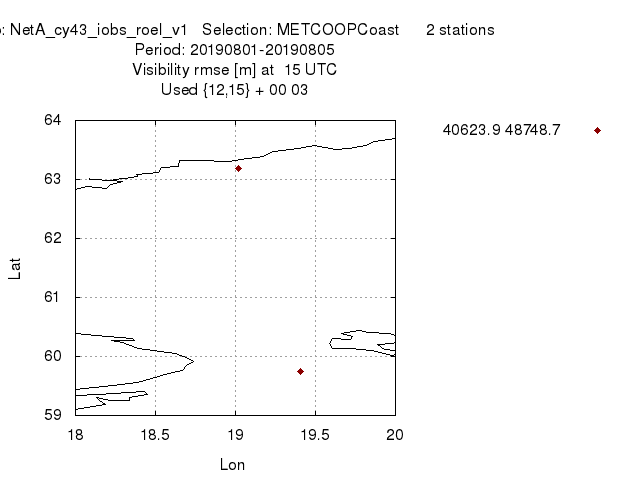 : NetA_cy43_iobs_roel_v1 Selection: METCOOPCoast 2 stations
Period: 20190801-20190805
Visibility rmse [m] at 15 UTC
Used {12,15} + 00 03
40623.9 48748.7
64
63
62
61
60
59
Lat
18 18.5 19 19.5 20
Lon